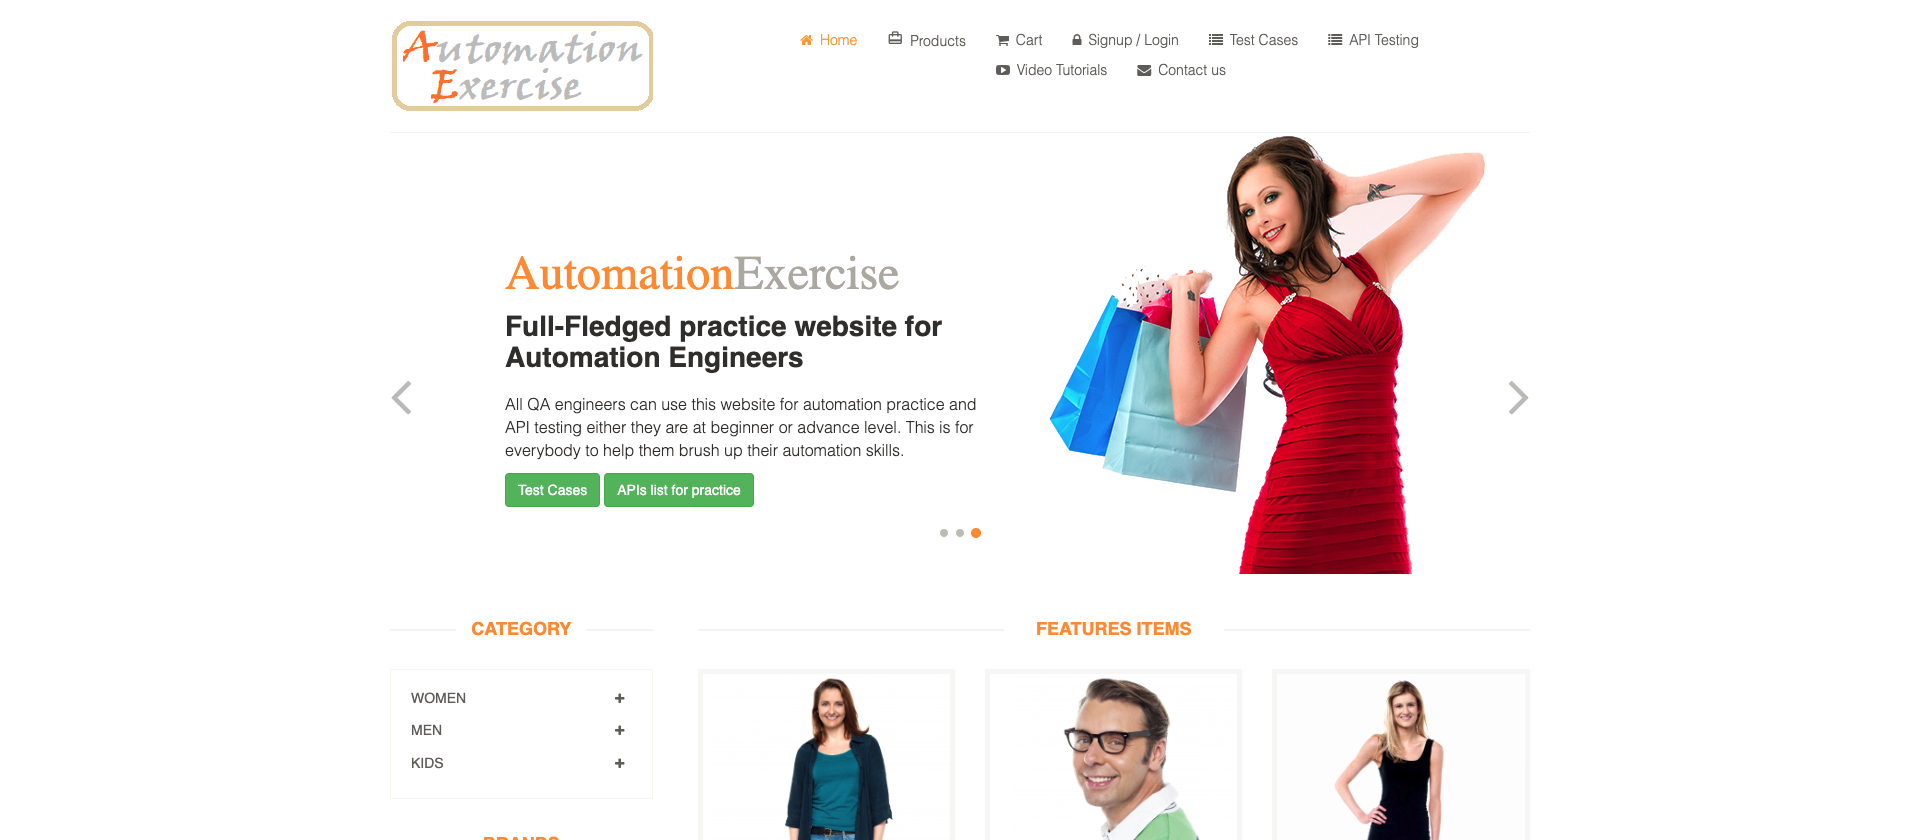 Automation
Exercise
Home
Products
Cart
Signup / Login
Test Cases
API Testing
Video Tutorials
Contact us
AutomationExercise
Full-Fledged practice website for
Automation Engineers
All QA engineers can use this website for automation practice and
API testing either they are at beginner or advance level. This is for
everybody to help them brush up their automation skills.
Test Cases
APIs list for practice
CATEGORY
WOMEN
MEN
KIDS
FEATURES ITEMS
BRANDS